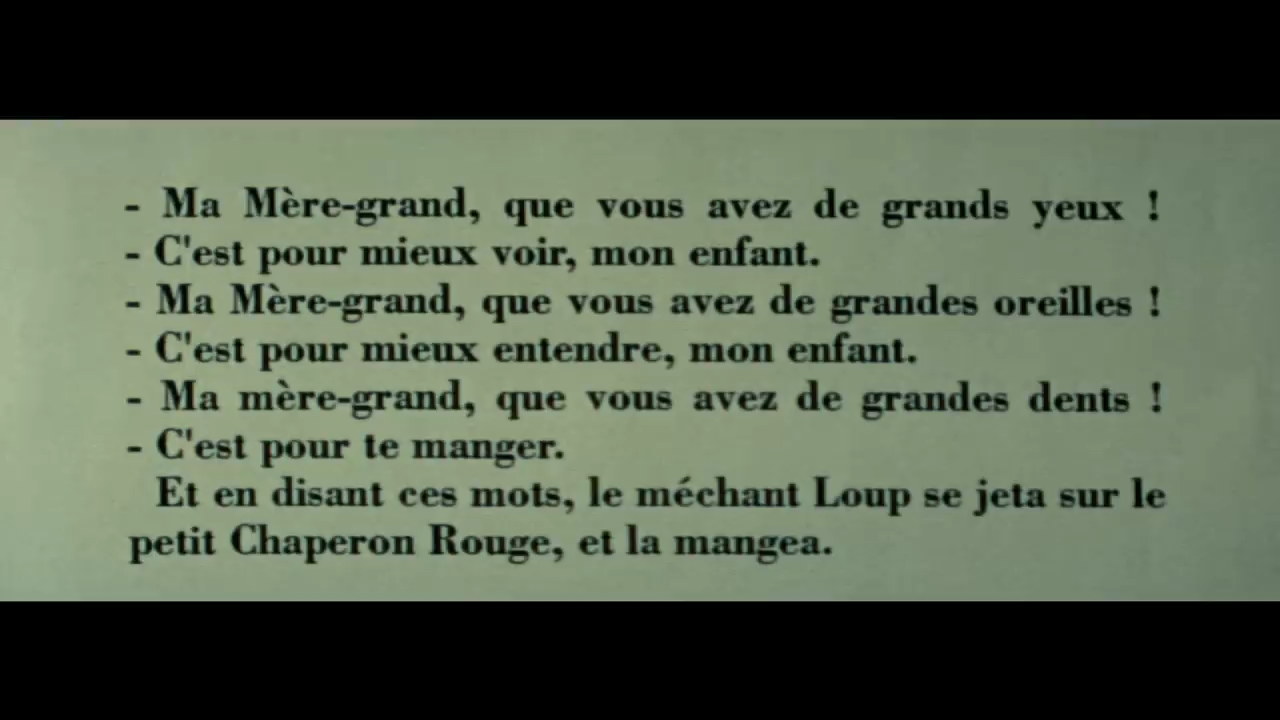 - Ma Mère-grand, que vous avez de grands yeux !
- C'est pour mieux voir, mon enfant.
- Ma Mère-grand, que vous avez de grandes oreilles !
- C'est pour mieux entendre, mon enfant.
- Ma mère-grand, que vous avez de grandes dents !
- C'est pour te manger.
Et en disant ces mots, le méchant Loup se jeta sur le
petit Chaperon Rouge, et la mangea.